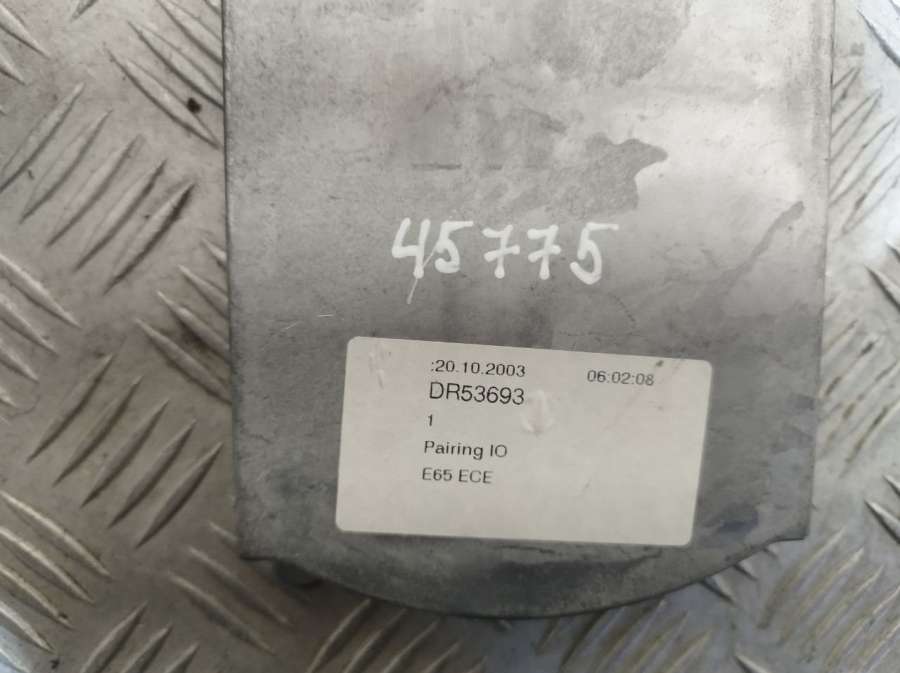 45775
:20.10.2003 06:02:08
DR53693
1
Pairing IO
E65 ECE